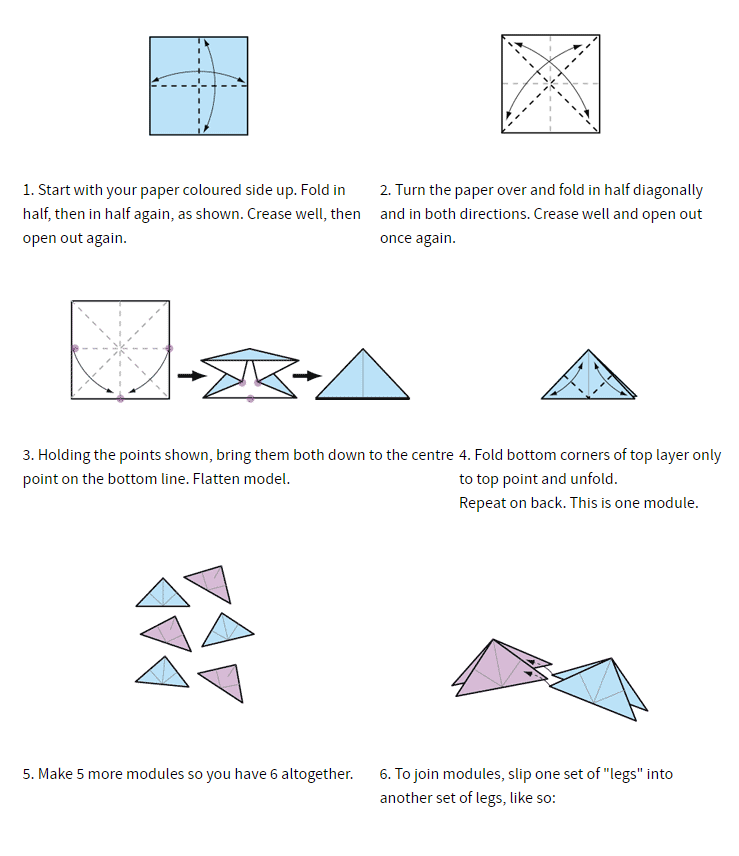 1. Start with your paper coloured side up. Fold in
half, then in half again, as shown. Crease well, then
open out again.
2. Turn the paper over and fold in half diagonally
and in both directions. Crease well and open out
once again.
3. Holding the points shown, bring them both down to the centre
point on the bottom line. Flatten model.
4. Fold bottom corners of top layer only
to top point and unfold.
Repeat on back. This is one module.
5. Make 5 more modules so you have 6 altogether.
6. To join modules, slip one set of "legs" into
another set of legs, like so: